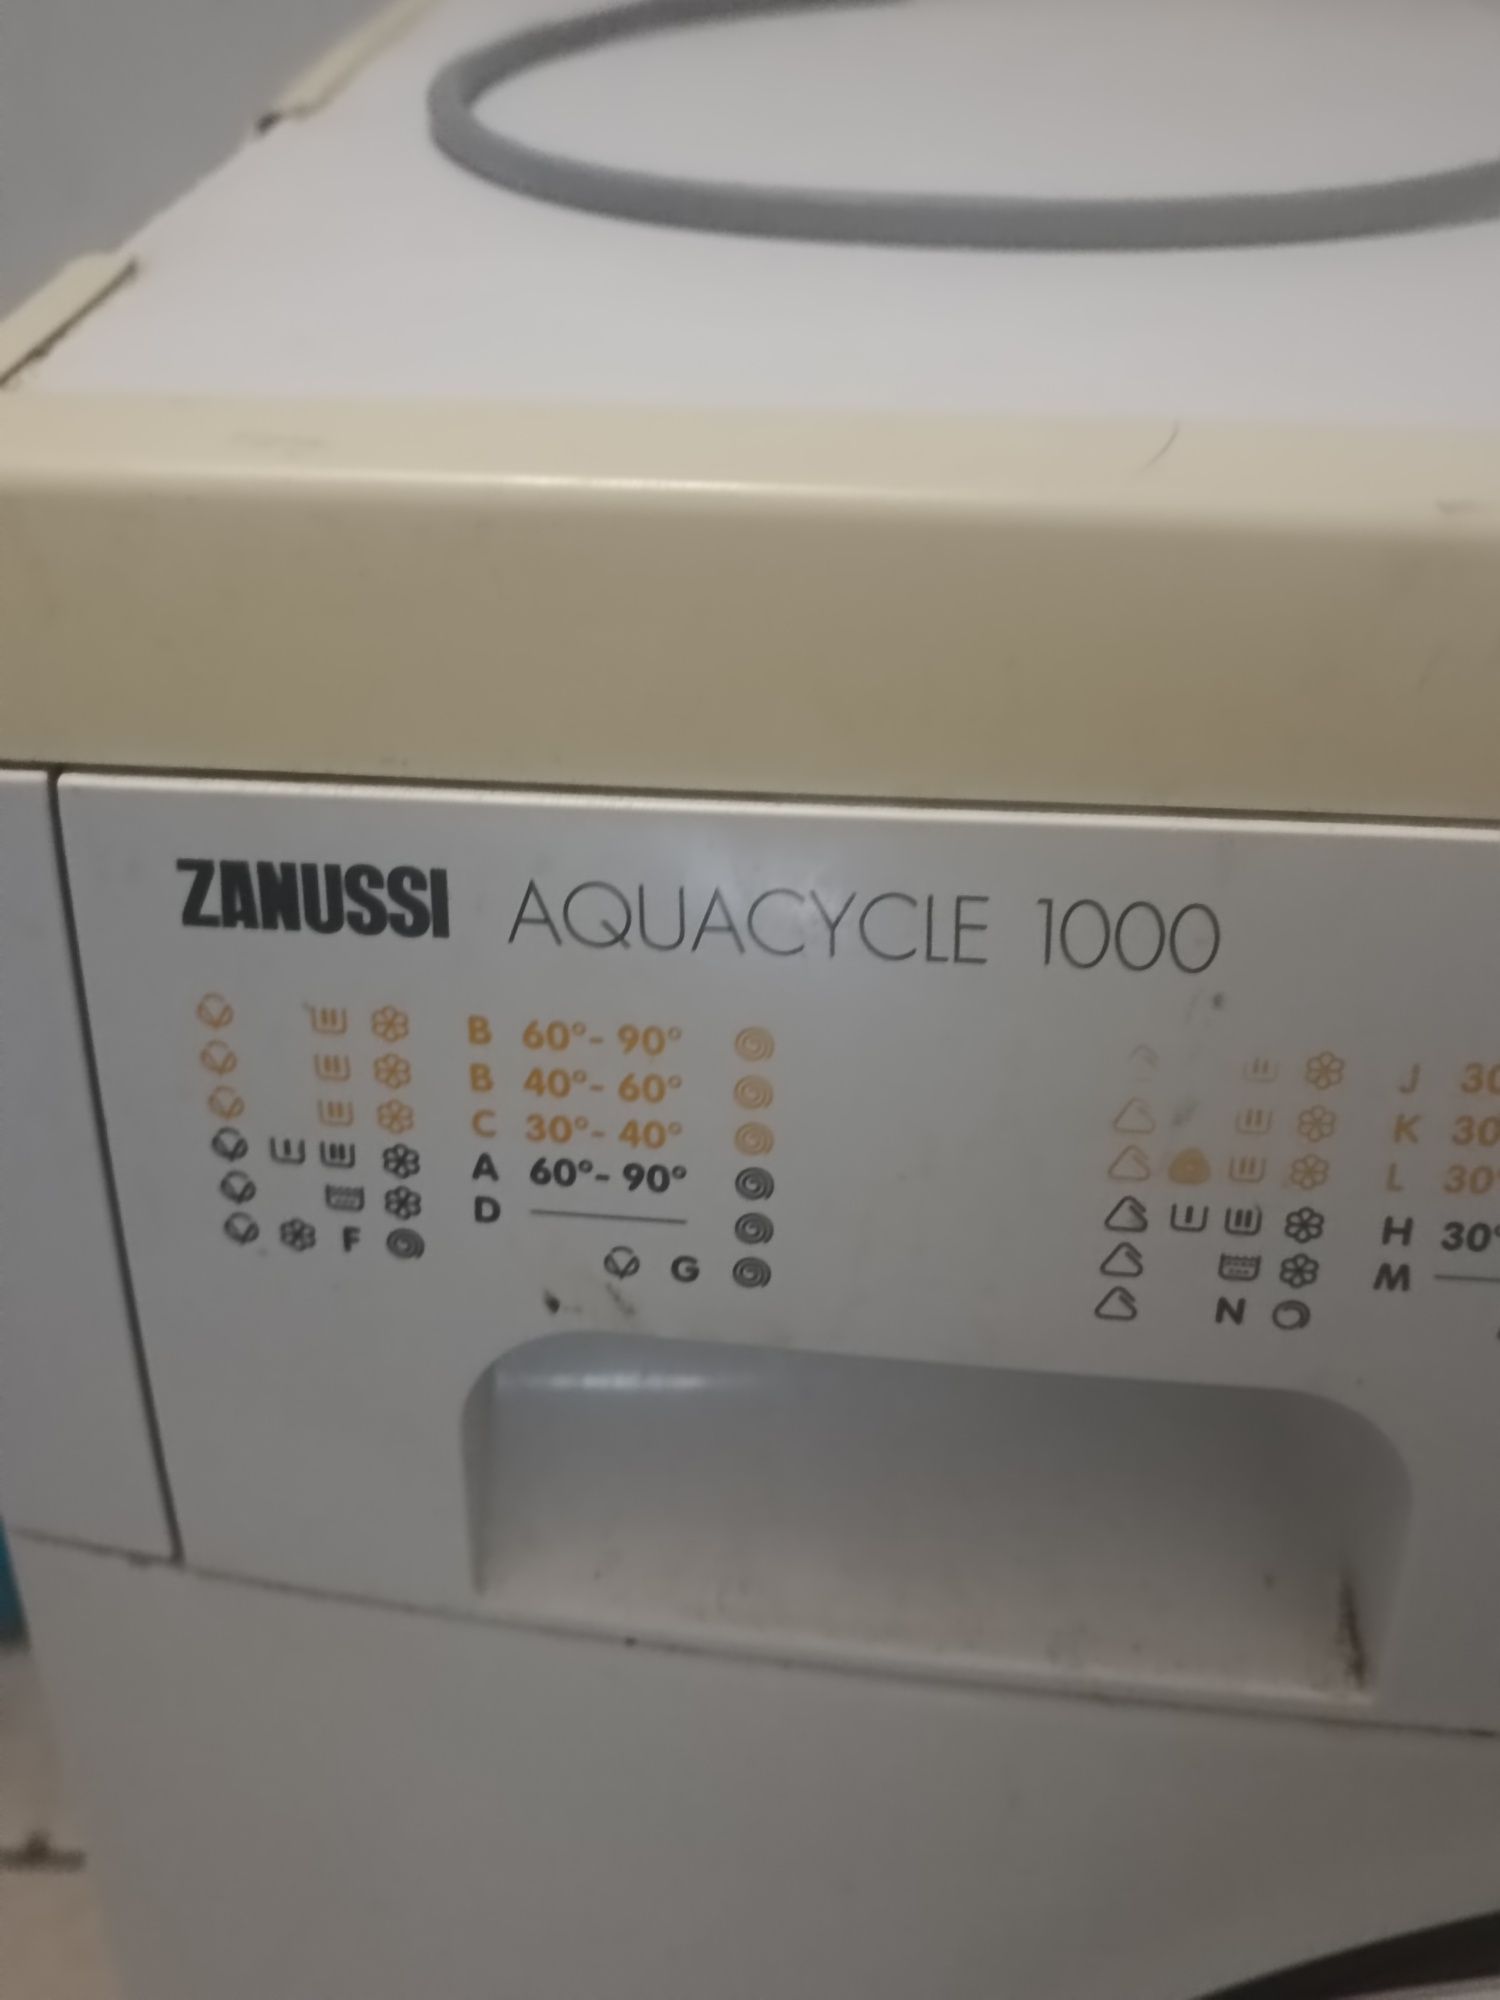 ZANUSSI AQUACYCLE 1000
B 60°- 90°
B 40°- 60°
C 30°- 40°
A 60°- 90°
D
F
G
J 30
K 30
L 30°
H 30°
M
N